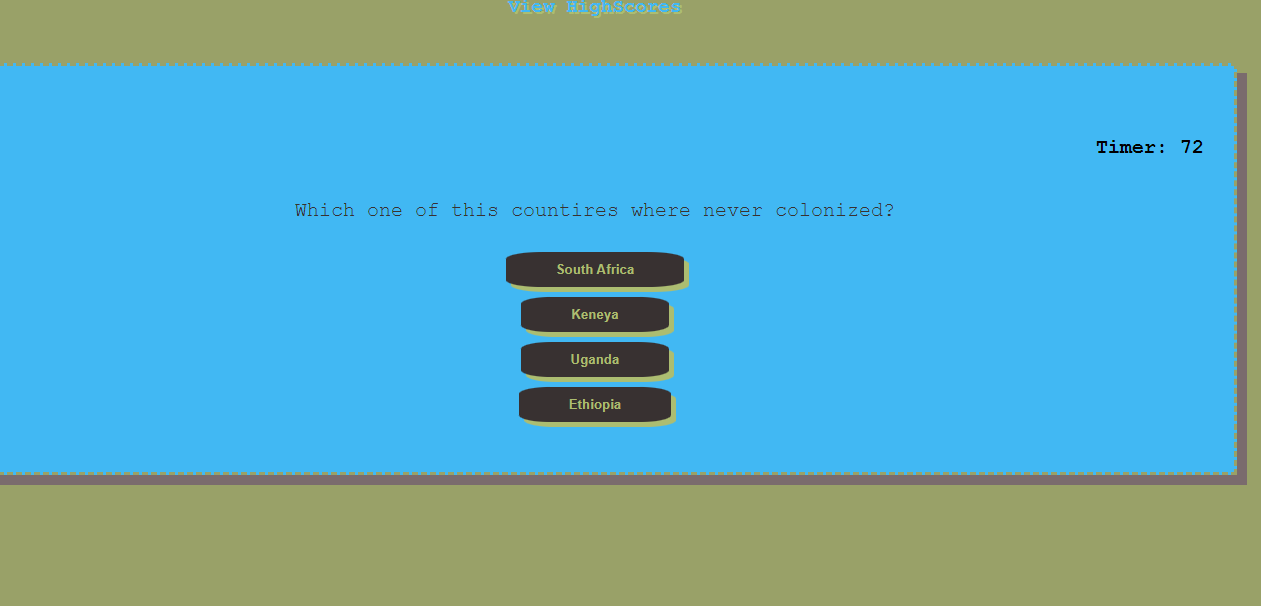 View HighScores
Timer: 72
Which one of this countires where never colonized?
South Africa
Keneya
Uganda
Ethiopia